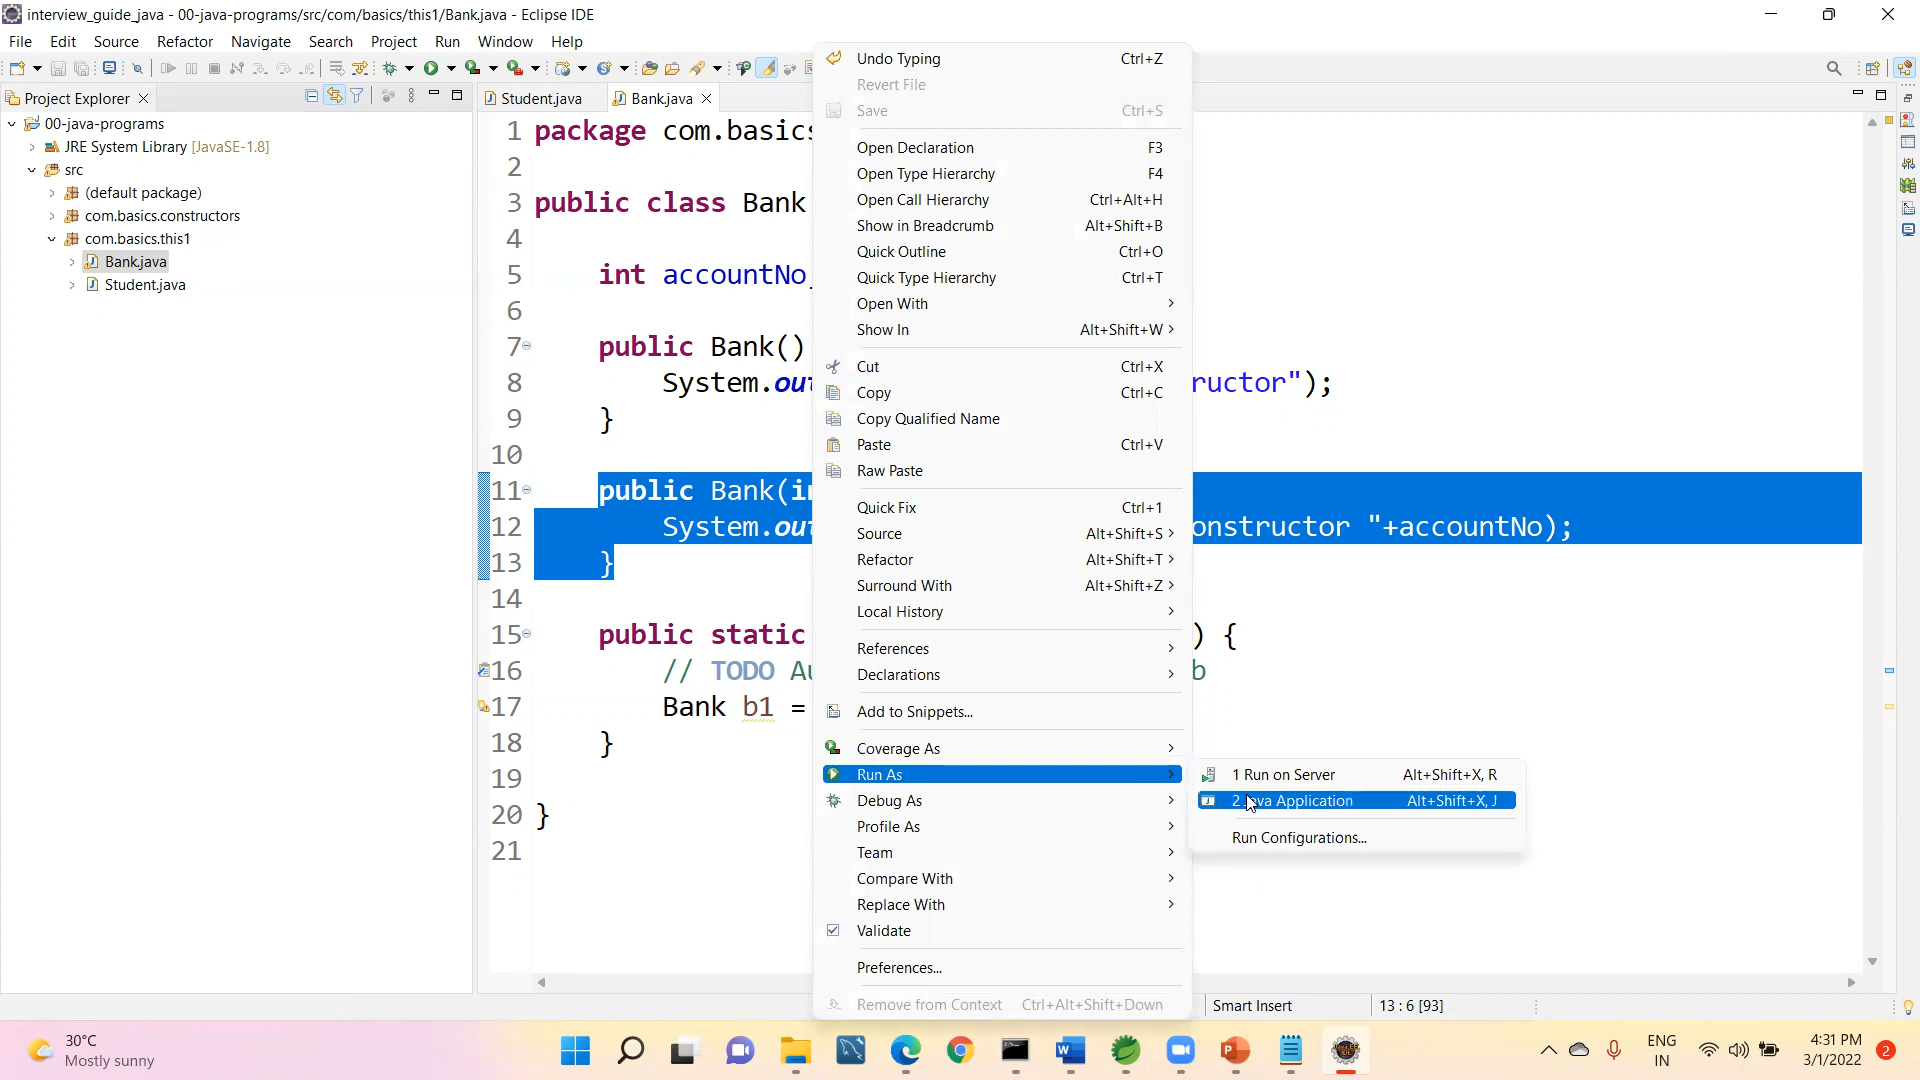 interview_guide_java - 00-java-programs/src/com/basics/this1/Bank.java - Eclipse IDE
File Edit Source Refactor Navigate Search Project Run Window Help
Project Explorer
00-java-programs
JRE System Library [JavaSE-1.8]
src
(default package)
com.basics.constructors
com.basics.this1
Bank.java
Student.java
Student.java
Bank.java
1 package com.basics
2
3 public class Bank
4
5 int accountNo
6
7 public Bank()
8 System. ructor");
9 }
10
11 public Bank(
12 System. onstructor "+accountNo);
13 }
14
15 public static ) {
16 // TODO
17 Bank b1 =
18 }
19
20 }
21
Undo Typing Ctrl+Z
Revert File
Save Ctrl+S
Open Declaration F3
Open Type Hierarchy F4
Open Call Hierarchy Ctrl+Alt+H
Show in Breadcrumb Alt+Shift+B
Quick Outline Ctrl+O
Quick Type Hierarchy Ctrl+T
Open With
Show In Alt+Shift+W
Cut Ctrl+X
Copy Ctrl+C
Copy Qualified Name
Paste Ctrl+V
Raw Paste
Quick Fix Ctrl+1
Source Alt+Shift+S
Refactor Alt+Shift+T
Surround With Alt+Shift+Z
Local History
References
Declarations
Add to Snippets...
Coverage As
Run As
Debug As
Profile As
Team
Compare With
Replace With
Validate
Preferences...
Remove from Context Ctrl+Alt+Shift+Down
1 Run on Server Alt+Shift+X, R
2 Application Alt+Shift+X, J
Run Configurations...
Smart Insert
13 : 6 [93]
30°C
Mostly sunny
ENG
IN
4:31 PM
3/1/2022
2